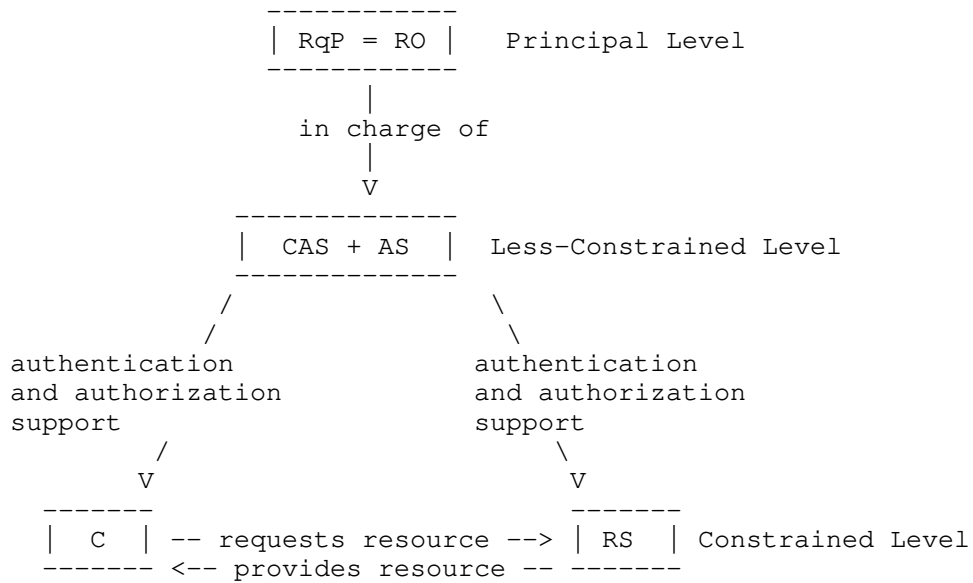 ------------
| RqP = RO |   Principal Level
------------
|
in charge of
|
V
--------------
|  CAS + AS  |  Less-Constrained Level
--------------
/                \
/                  \
authentication               authentication
and authorization            and authorization
support                      support
/                        \
V                          V
-------                          -------
|  C  | -- requests resource --> | RS  | Constrained Level
------- <-- provides resource -- -------